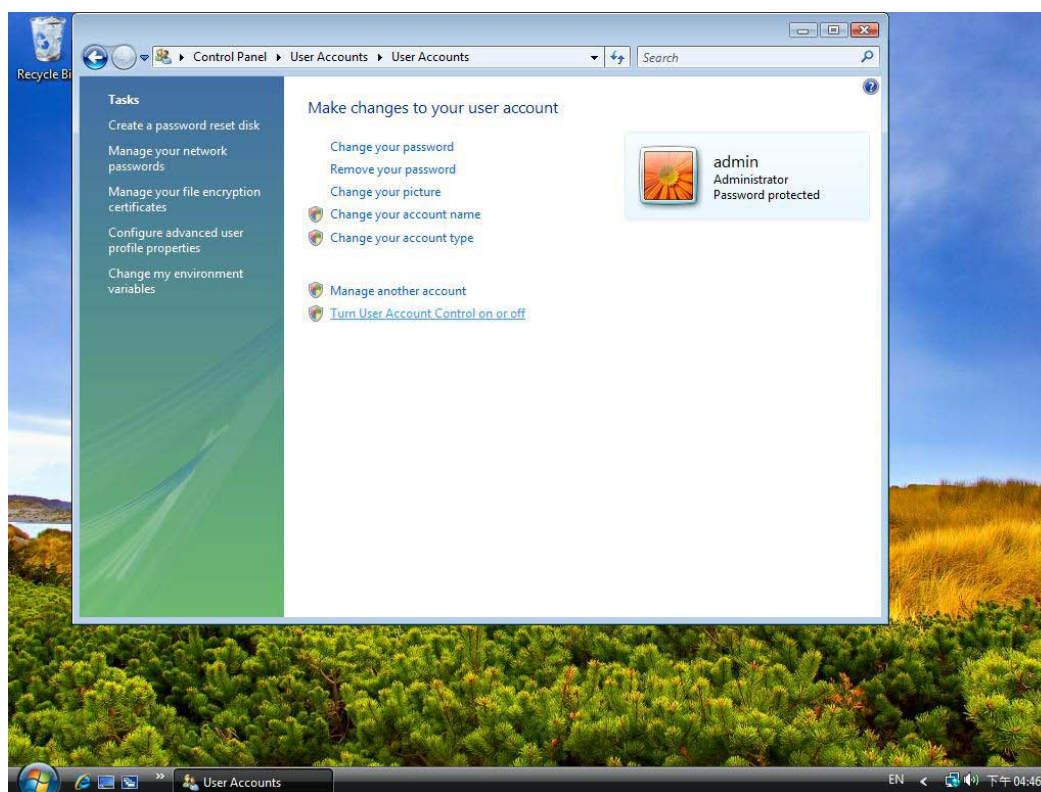 Recycle Bi
Control Panel
User Accounts
User Accounts
Search
Tasks
Create a password reset disk
Manage your network
passwords
Manage your file encryption
certificates
Configure advanced user
profile properties
Change my environment
variables
Make changes to your user account
Change your password
Remove your password
Change your picture
Change your account name
Change your account type
Manage another account
Turn User Account Control on or off
admin
Administrator
Password protected
User Accounts
EN
下午 04:46